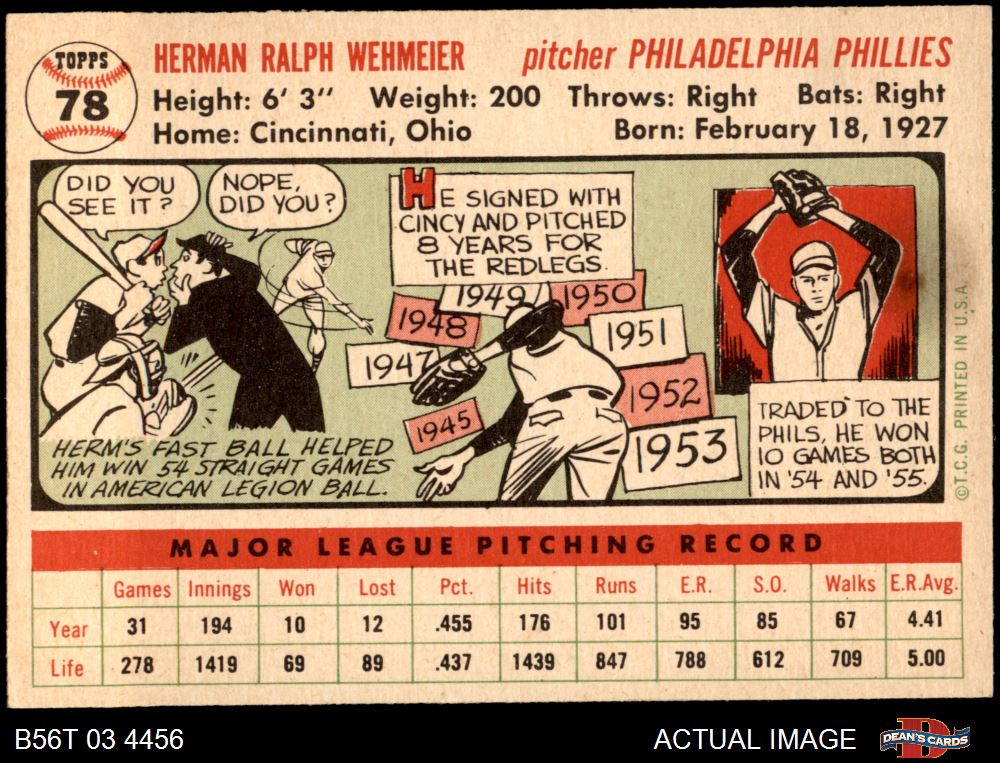 TOPPS
78
HERMAN RALPH WEHMEIER
pitcher PHILADELPHIA PHILLIES
Height: 6' 3" Weight: 200 Throws: Right Bats: Right
Home: Cincinnati, Ohio Born: February 18, 1927
DID YOU
SEE IT?
NOPE,
DID YOU?
HERM'S FAST BALL HELPED
HIM WIN 54 STRAIGHT GAMES
IN AMERICAN LEGION BALL.
HE SIGNED WITH
CINCY AND PITCHED
8 YEARS FOR
THE REDLEGS.
1949
1950
1948
1951
1947
1952
1945
1953
TRADED TO THE
PHILS, HE WON
10 GAMES BOTH
IN '54 AND '55.
©T.C.G. PRINTED IN U.S.A.
MAJOR LEAGUE PITCHING RECORD
Games Innings Won Lost Pct. Hits Runs E.R. S.O. Walks E.R.Avg.
Year 31 194 10 12 .455 176 101 95 85 67 4.41
Life 278 1419 69 89 .437 1439 847 788 612 709 5.00
B56T 03 4456
ACTUAL IMAGE
DEAN'S CARDS